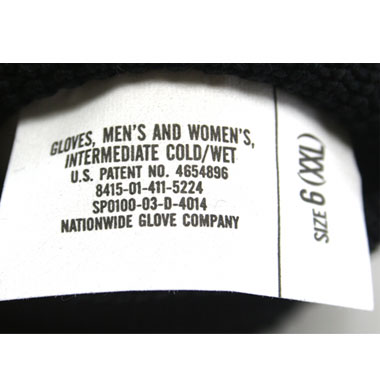 GLOVES, MEN'S AND WOMEN'S,
INTERMEDIATE COLD/WET
U.S. PATENT NO. 4654896
8415-01-411-5224
SPO100-03-D-4014
NATIONWIDE GLOVE COMPANY
SIZE 6 (XXL)